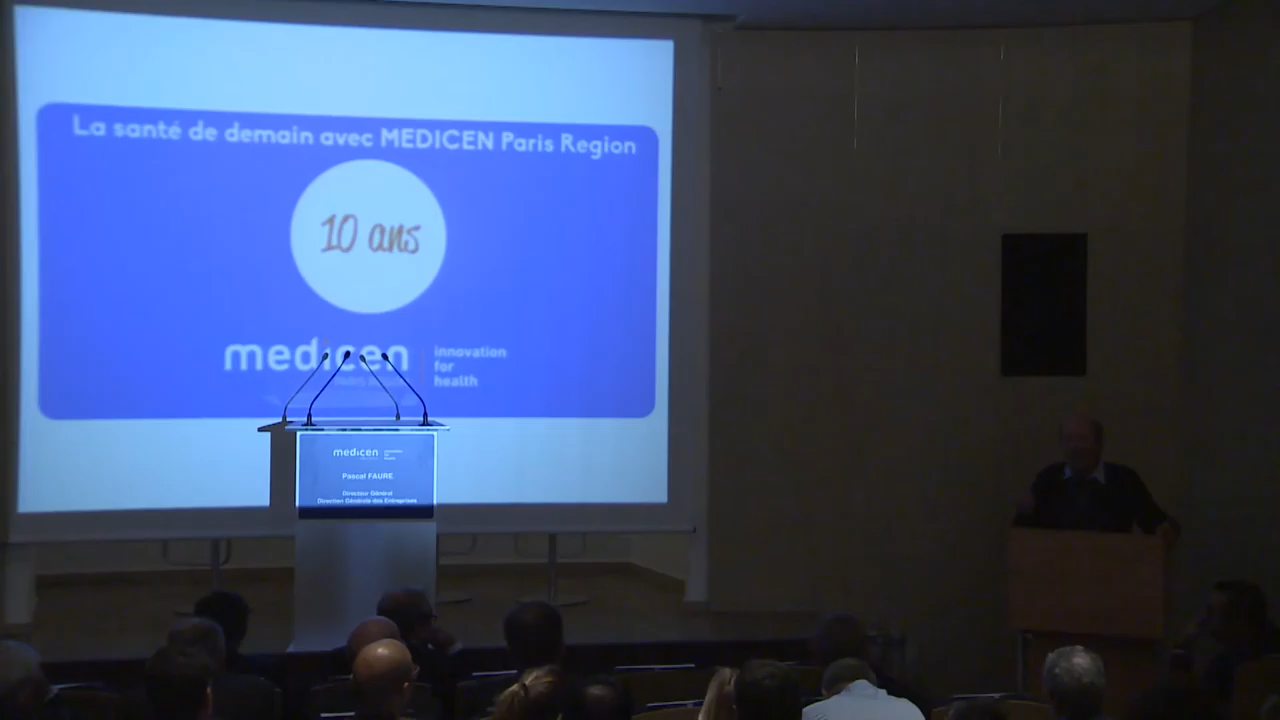 La santé de demain avec MEDICEN Paris Region
10 ans
medicen
innovation
for
health
medicen
Pascal FAURE
Directeur Général
Direction Générale des Entreprises